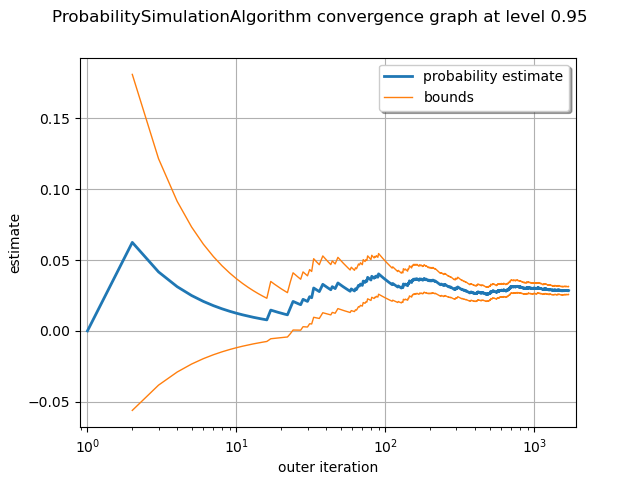 ProbabilitySimulationAlgorithm convergence graph at level 0.95
probability estimate
bounds
0.15
0.10
0.05
0.00
−0.05
estimate
10⁰
10¹
10²
10³
outer iteration